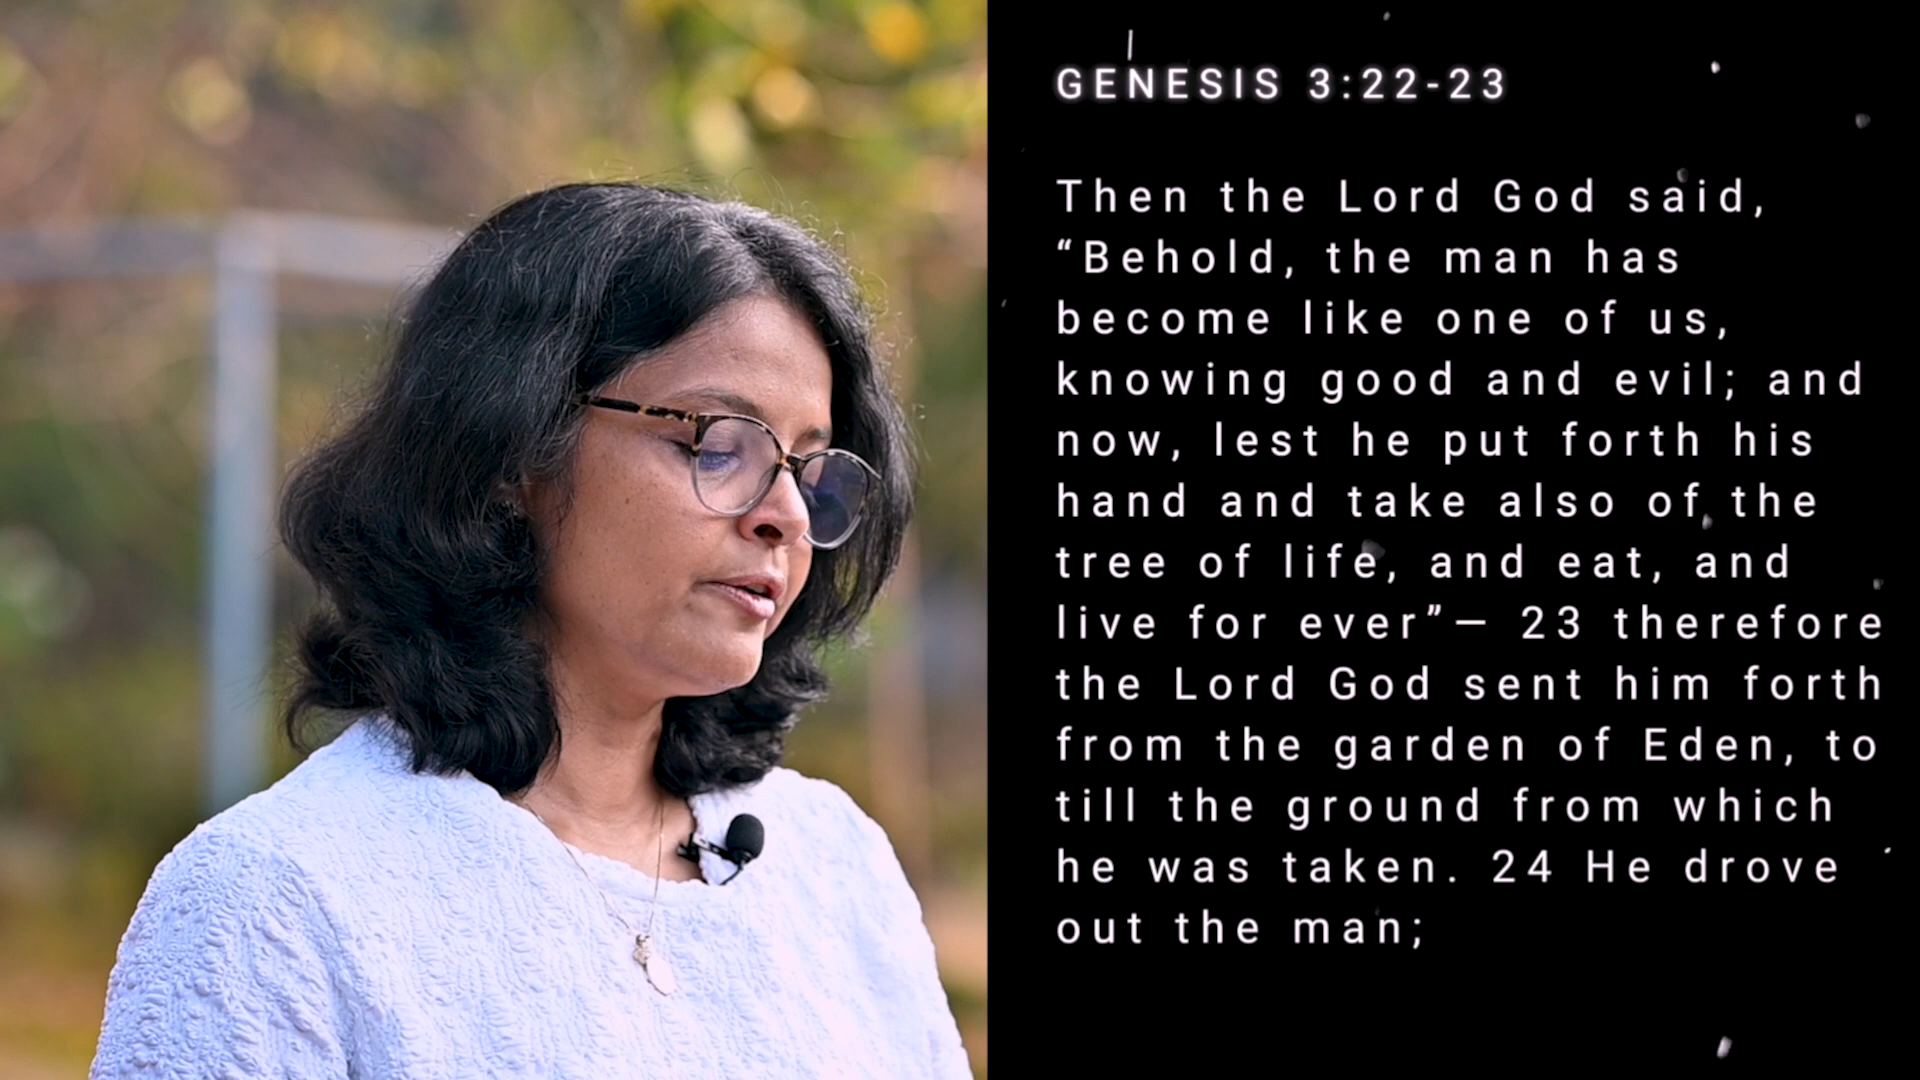 GENESIS 3:22-23
Then the Lord God said,
“Behold, the man has
become like one of us,
knowing good and evil; and
now, lest he put forth his
hand and take also of the
tree of life, and eat, and
live for ever”— 23 therefore
the Lord God sent him forth
from the garden of Eden, to
till the ground from which
he was taken. 24 He drove
out the man;